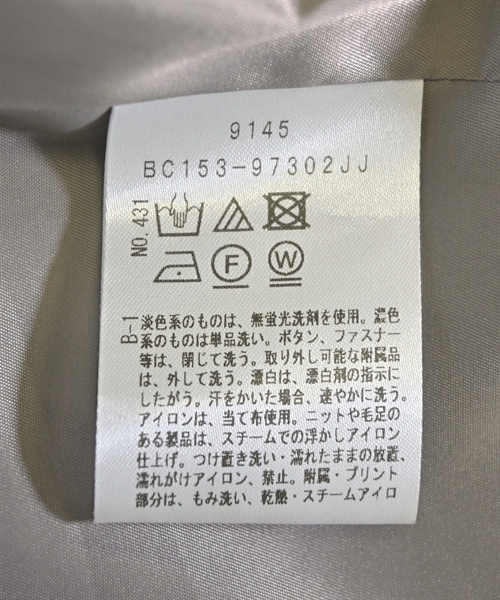 9145
BC153-97302JJ
NO.431
F
W
B-1
淡色系のものは、無蛍光洗剤を使用。濃色
系のものは単品洗い。ボタン、ファスナー
等は、閉じて洗う。取り外し可能な附属品
は、外して洗う。漂白は、漂白剤の指示に
したがう。汗をかいた場合、速やかに洗う。
アイロンは、当て布使用。ニットや毛足の
ある製品は、スチームでの浮かしアイロン
仕上げ。つけ置き洗い・濡れたままの放置、
濡れがけアイロン、禁止。附属・プリント
部分は、もみ洗い、乾熱・スチームアイロ